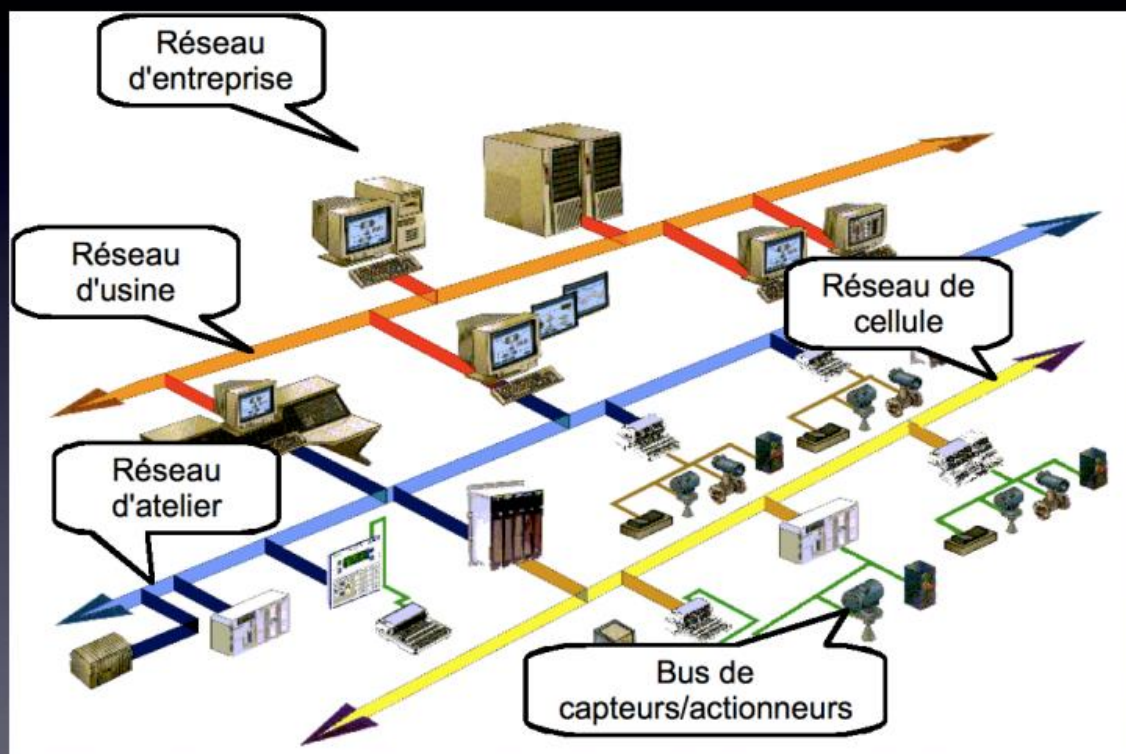 Réseau
d'entreprise
Réseau
d'usine
Réseau de
cellule
Réseau
d'atelier
Bus de
capteurs/actionneurs